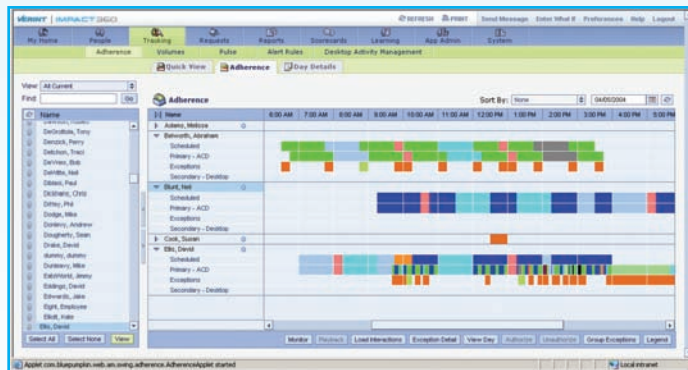 VERINT | IMPACT 360
REFRESH PRINT Send Message Enter What If Preferences Help Logout
My Home People Tracking Requests Reports Scorecards Learning App Admin System
Adherence Volumes Pulse Alert Rules Desktop Activity Management
Quick View Adherence Day Details
View: All Current
Find: Go
Name
DeGrottola, Tony
Denzick, Perry
Detchon, Traci
DeVries, Bob
DeWitte, Neil
Dibiasi, Paul
Dickhans, Chris
Dittey, Phil
Dodge, Mike
Donlevy, Andrew
Dougherty, Sean
Drake, David
dummy, dummy
Dunleavy, Mike
Eddings, David
Edwards, Jake
Eight, Employee
Elliott, Kate
Ellis, David
Select All Select None View
Adherence
Sort By: None 04/05/2004
[-] Name 6:00 AM 7:00 AM 8:00 AM 9:00 AM 10:00 AM 11:00 AM 12:00 PM 1:00 PM 2:00 PM 3:00 PM 4:00 PM 5:00 PM
Adams, Melissa
Belworth, Abraham
Scheduled
Primary - ACD
Exceptions
Secondary - Desktop
Blunt, Neil
Scheduled
Primary - ACD
Exceptions
Secondary - Desktop
Cook, Susan
Ellis, David
Scheduled
Primary - ACD
Exceptions
Secondary - Desktop
Monitor Playback Load Interactions Exception Detail View Day Authorize Unauthorize Group Exceptions Legend
Applet com.bluepumpkin.web.am.swing.adherence.AdherenceApplet started
Local intranet